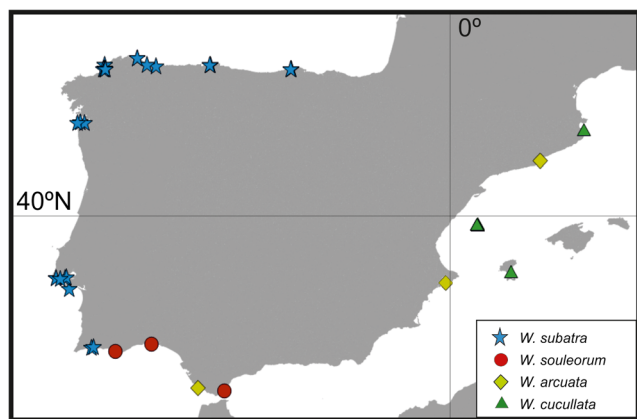 0º
40ºN
W. subatra
W. souleorum
W. arcuata
W. cucullata